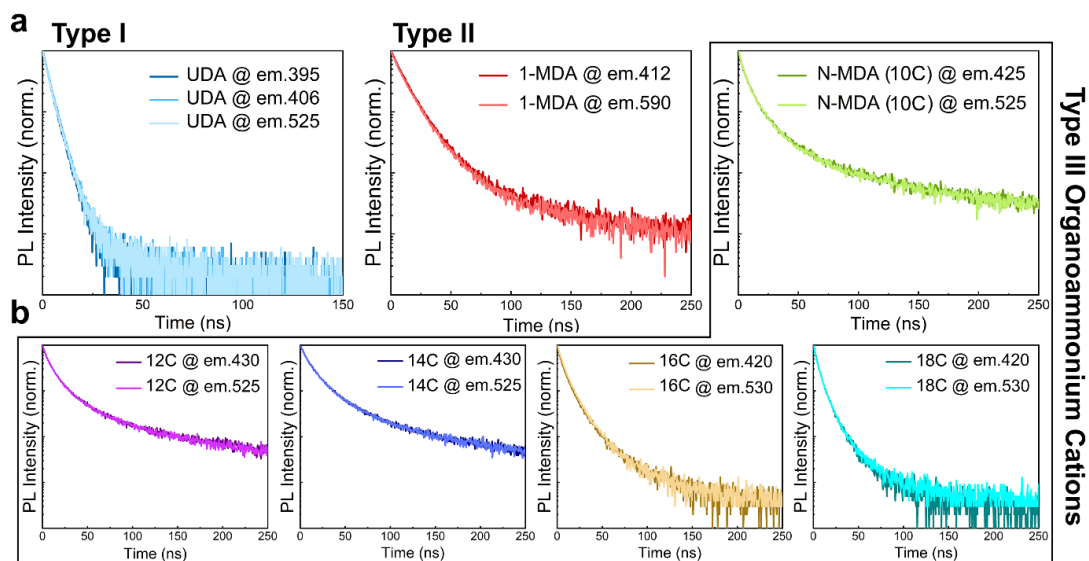 a
Type I
UDA @ em.395
UDA @ em.406
UDA @ em.525
PL Intensity (norm.)
50
100
150
Time (ns)
Type II
1-MDA @ em.412
1-MDA @ em.590
PL Intensity (norm.)
0
50
100
150
200
250
Time (ns)
N-MDA (10C) @ em.425
N-MDA (10C) @ em.525
PL Intensity (norm.)
0
50
100
150
200
250
Time (ns)
Type III Organoammonium Cations
b
12C @ em.430
12C @ em.525
PL Intensity (norm.)
0
50
100
150
200
250
Time (ns)
14C @ em.430
14C @ em.525
PL Intensity (norm.)
0
50
100
150
200
250
Time (ns)
16C @ em.420
16C @ em.530
PL Intensity (norm.)
0
50
100
150
200
250
Time (ns)
18C @ em.420
18C @ em.530
PL Intensity (norm.)
0
50
100
150
200
250
Time (ns)